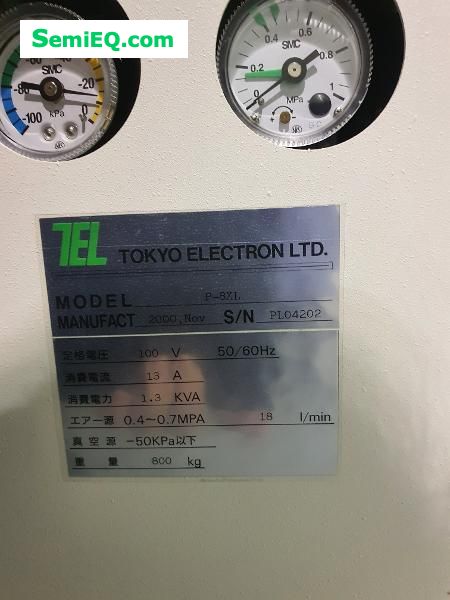 SemiEQ.com
-60
SMC
-20
-80
kPa
-100
0
0.4
0.6
SMC
0.2
0.8
MPa
0
1
+ -
TEL TOKYO ELECTRON LTD.
MODEL P-8XL
MANUFACT 2000,Nov S/N PL04202
定格電圧 100 V 50/60Hz
消費電流 13 A
消費電力 1.3 KVA
エアー源 0.4~0.7MPA 18 l/min
真空源 -50KPa以下
重量 800 kg